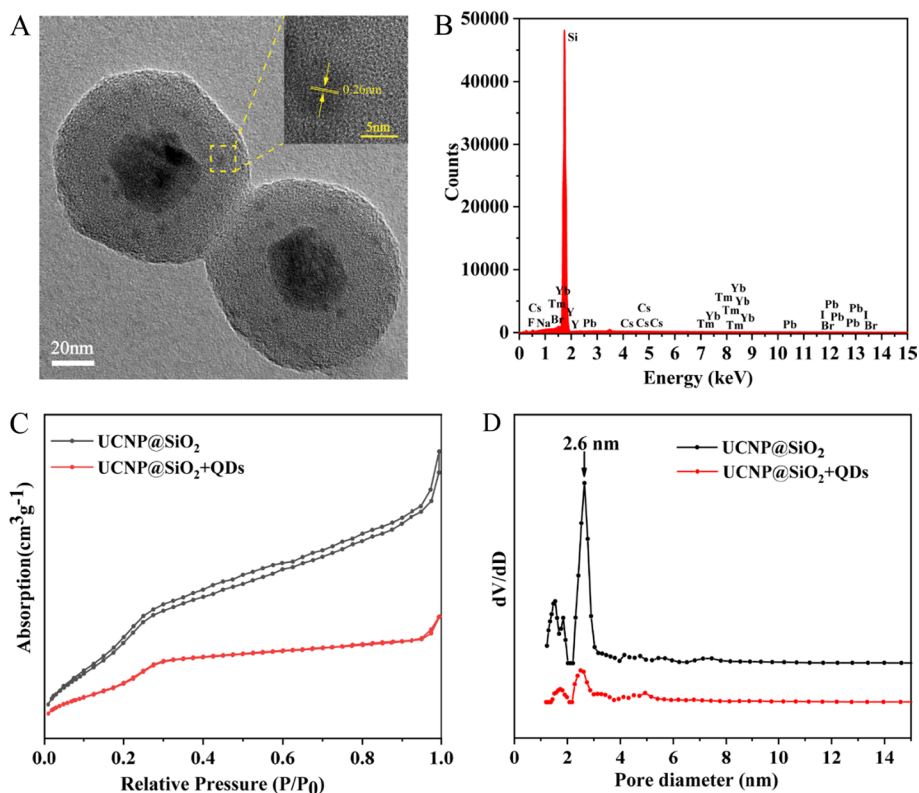 A
0.26nm
5nm
20nm
B
50000
40000
30000
20000
10000
0
Counts
Si
Cs
F
Na
Yb
Tm
Br
Y
Y
Pb
Cs
Cs
Cs
Cs
Tm
Yb
Tm
Tm
Yb
Yb
Tm
Yb
Pb
Pb
I
Pb
Br
Pb
Pb
I
Br
0 1 2 3 4 5 6 7 8 9 10 11 12 13 14 15
Energy (keV)
C
UCNP@SiO₂
UCNP@SiO₂+QDs
Absorption(cm³g-1)
0.0 0.2 0.4 0.6 0.8 1.0
Relative Pressure (P/P₀)
D
2.6 nm
UCNP@SiO₂
UCNP@SiO₂+QDs
dV/dD
0 2 4 6 8 10 12 14
Pore diameter (nm)